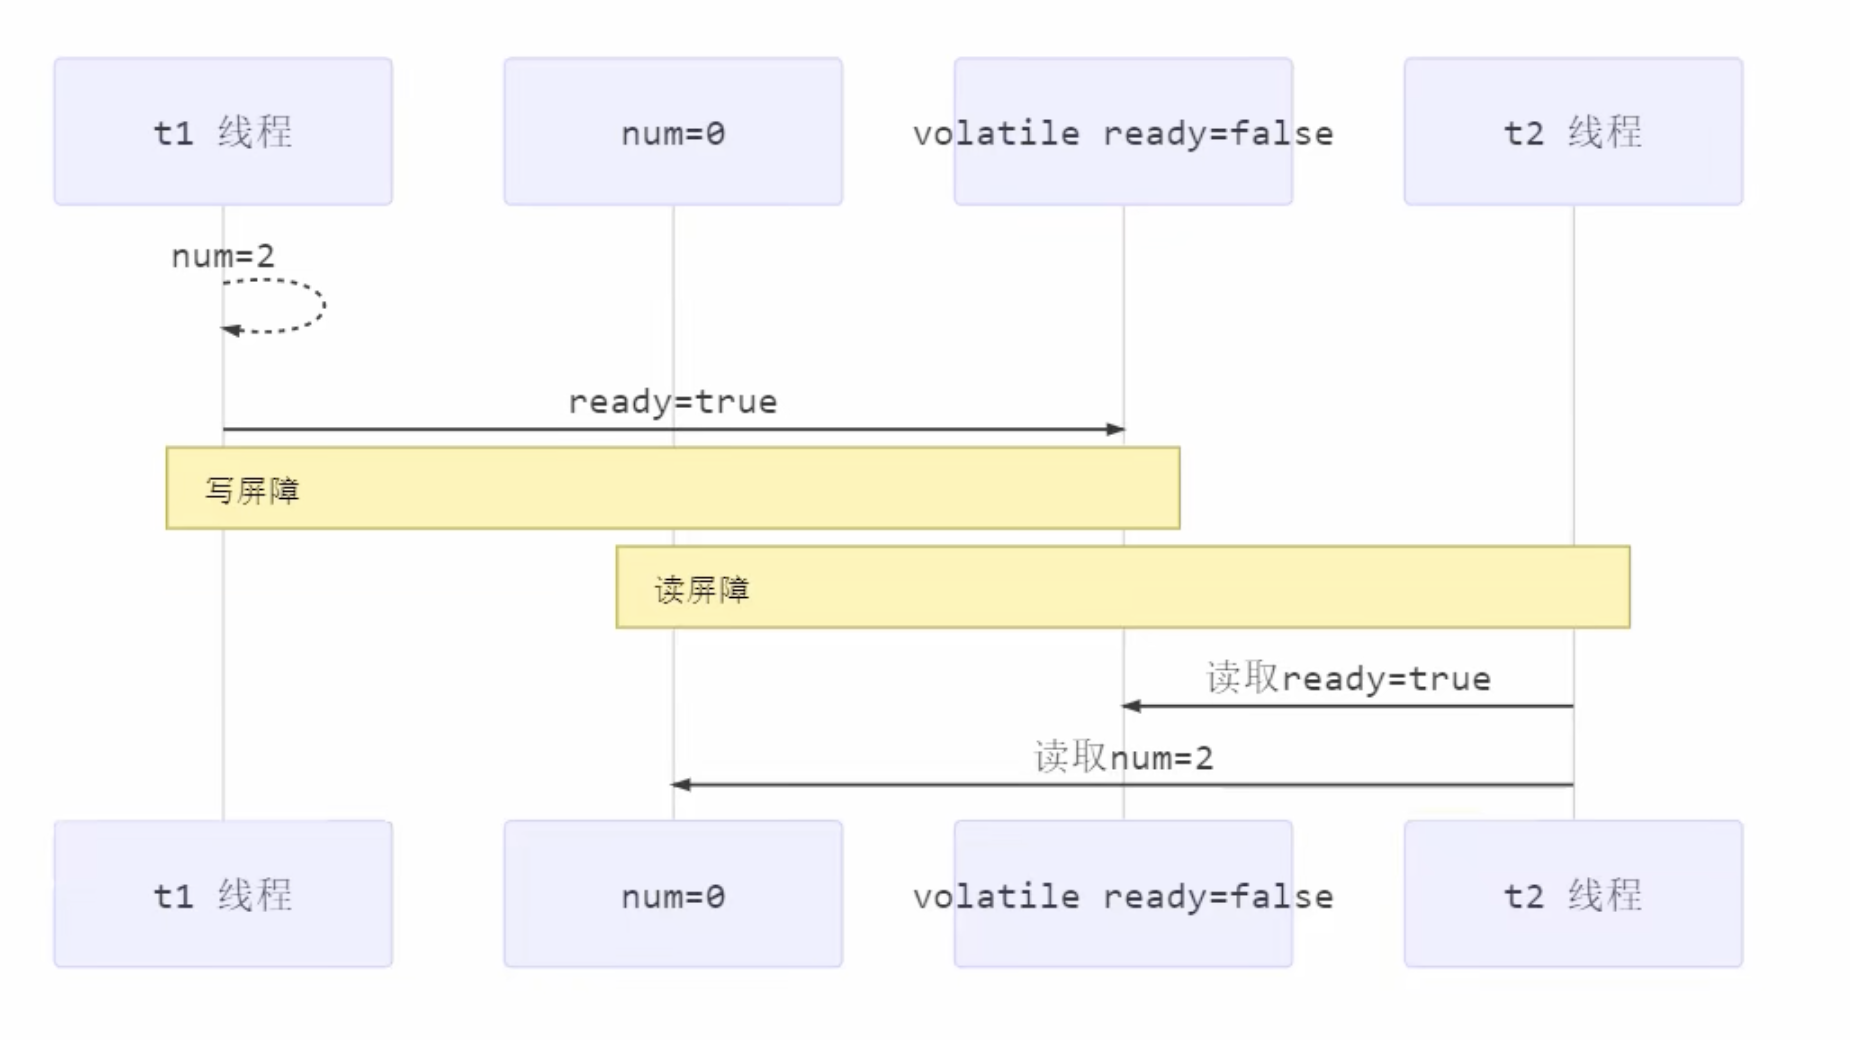 t1 线程
num=0
volatile ready=false
t2 线程
num=2
ready=true
写屏障
读屏障
读取ready=true
读取num=2
t1 线程
num=0
volatile ready=false
t2 线程